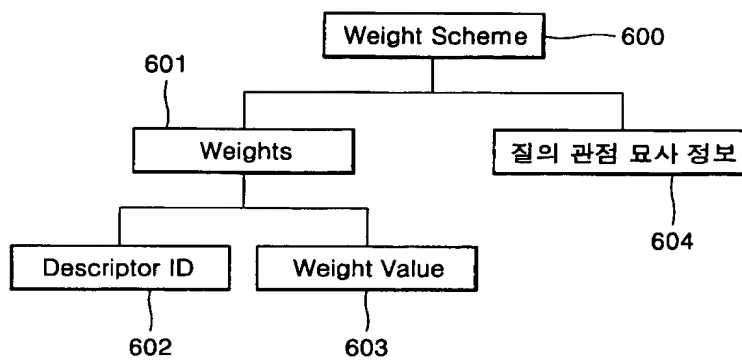 Weight Scheme
600
601
Weights
질의 관점 묘사 정보
604
Descriptor ID
Weight Value
602
603